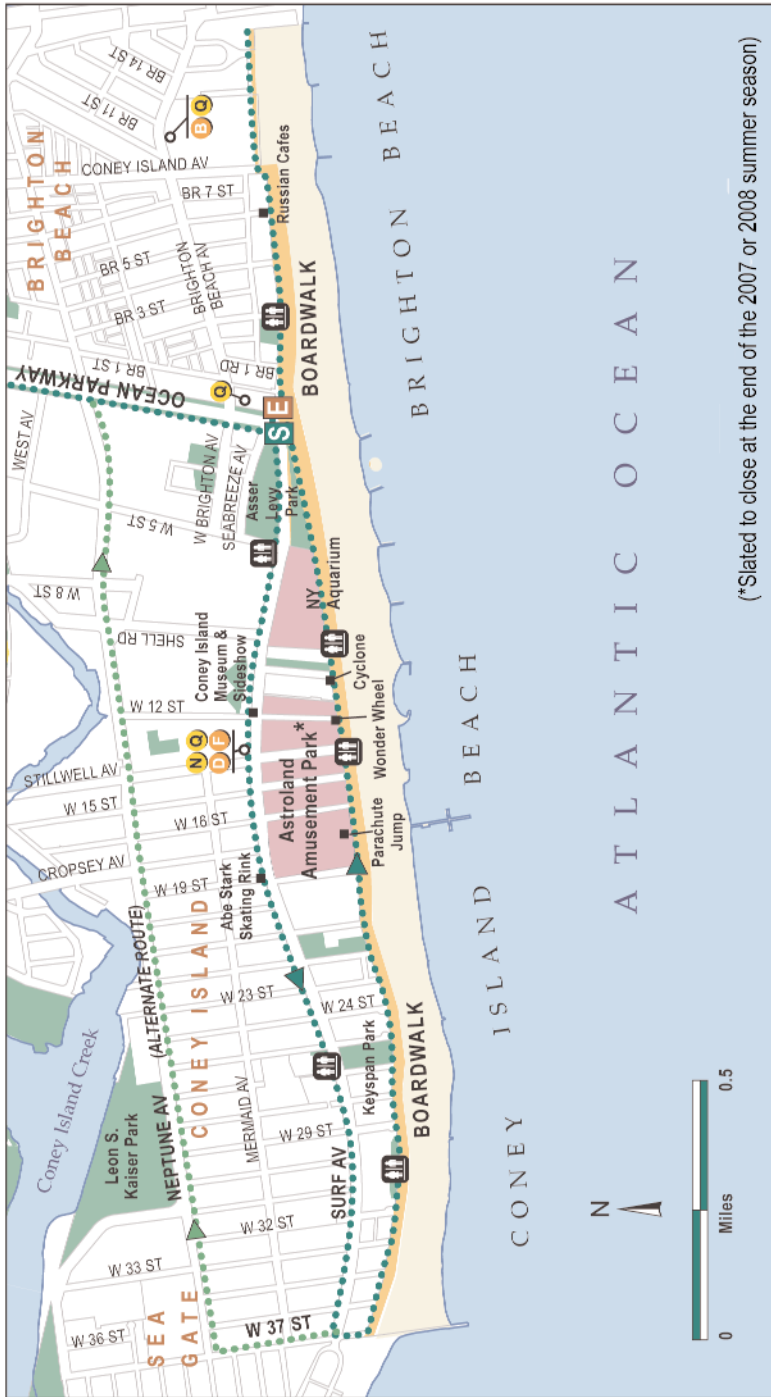 BRIGHTON
BEACH
BR 14 ST
BR 11 ST
B Q
CONEY ISLAND AV
BR 7 ST
Russian Cafes
BR 5 ST
BRIGHTON
BEACH AV
BR 3 ST
BR 1 ST
BR 1 RD
OCEAN PARKWAY
Q
S E
BOARDWALK
BRIGHTON BEACH
WEST AV
W BRIGHTON AV
SEABREEZE AV
Asser
Levy
Park
W 5 ST
W 8 ST
SHELL RD
NY
Aquarium
Coney Island
Museum &
Sideshow
Cyclone
W 12 ST
Wonder Wheel
N Q
D F
STILLWELL AV
W 15 ST
W 16 ST
Astroland
Amusement Park*
Parachute
Jump
CROPSEY AV
W 19 ST
Abe Stark
Skating Rink
(ALTERNATE ROUTE)
NEPTUNE AV
CONEY ISLAND
W 23 ST
W 24 ST
MERMAID AV
Keyspan Park
Coney Island Creek
Leon S.
Kaiser Park
W 29 ST
SURF AV
BOARDWALK
W 32 ST
W 33 ST
W 36 ST
W 37 ST
SEA
GATE
CONEY ISLAND BEACH
ATLANTIC OCEAN
N
0 Miles 0.5
(*Slated to close at the end of the 2007 or 2008 summer season)